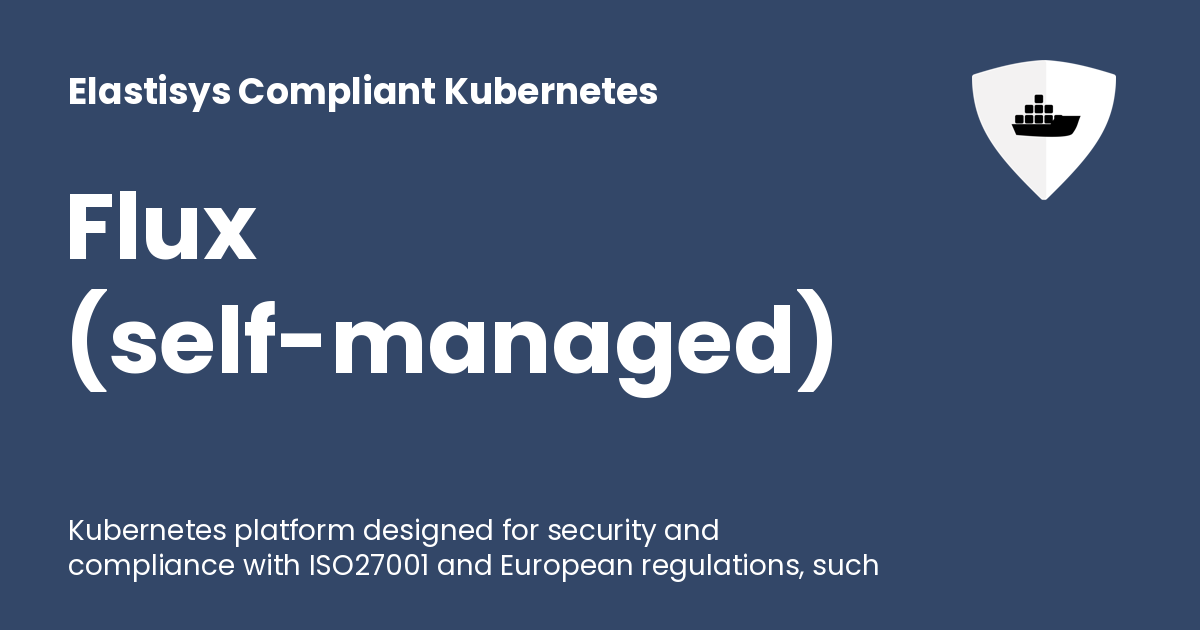 Elastisys Compliant Kubernetes
Flux
(self-managed)
Kubernetes platform designed for security and
compliance with ISO27001 and European regulations, such